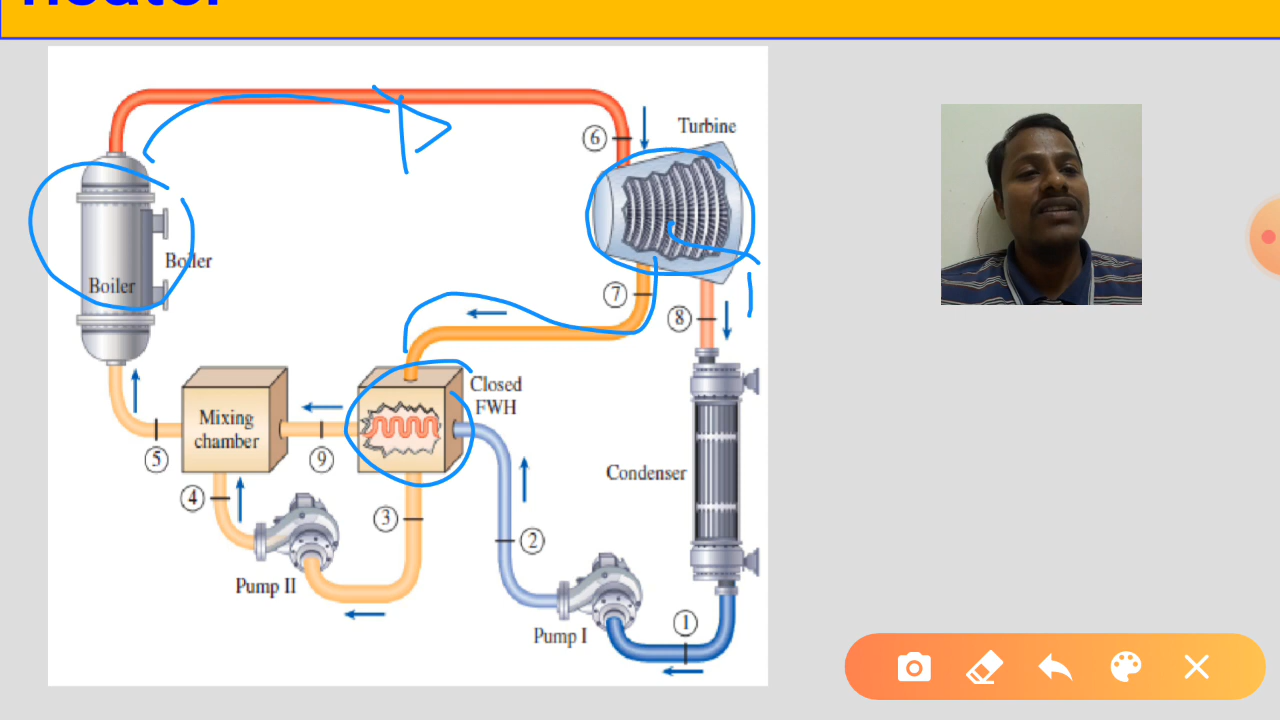 heater
6
Turbine
Boiler
Boiler
7
8
Closed
FWH
Mixing
chamber
5
9
Condenser
4
3
2
Pump II
Pump I
1